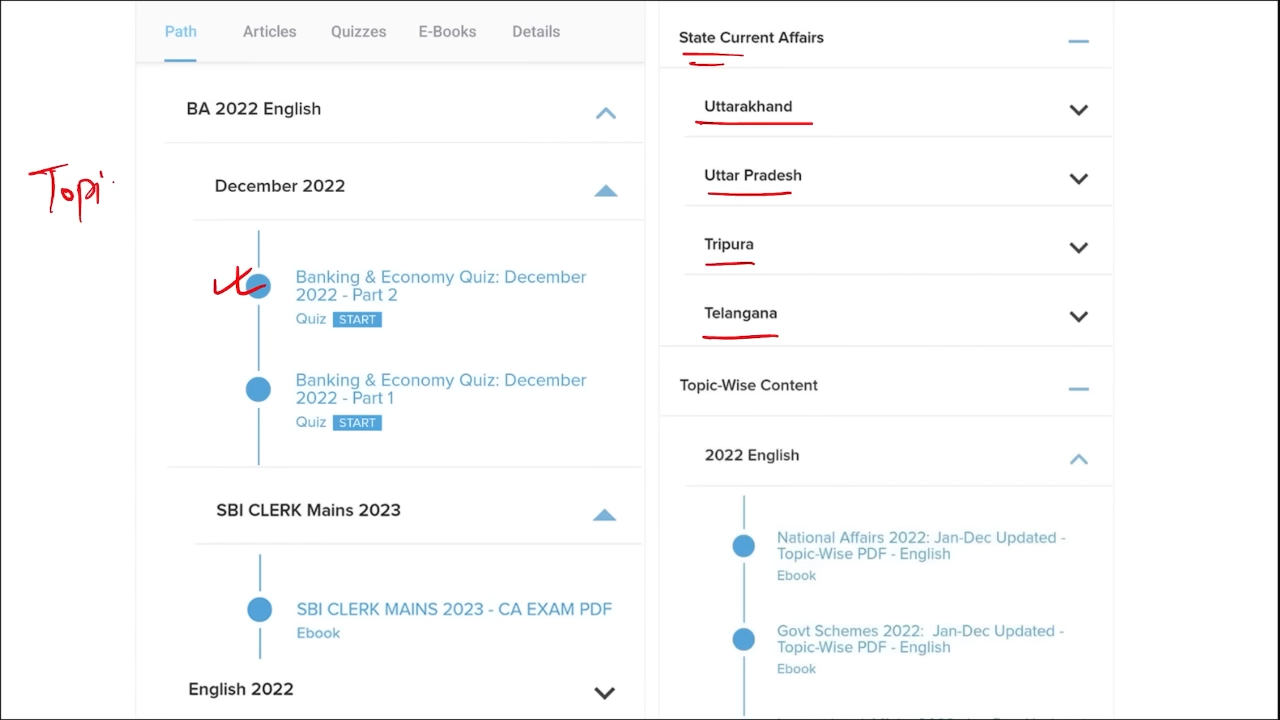 Path Articles Quizzes E-Books Details
BA 2022 English
December 2022
Banking & Economy Quiz: December
2022 - Part 2
Quiz START
Banking & Economy Quiz: December
2022 - Part 1
Quiz START
SBI CLERK Mains 2023
SBI CLERK MAINS 2023 - CA EXAM PDF
Ebook
English 2022
Topi
State Current Affairs
Uttarakhand
Uttar Pradesh
Tripura
Telangana
Topic-Wise Content
2022 English
National Affairs 2022: Jan-Dec Updated -
Topic-Wise PDF - English
Ebook
Govt Schemes 2022: Jan-Dec Updated -
Topic-Wise PDF - English
Ebook